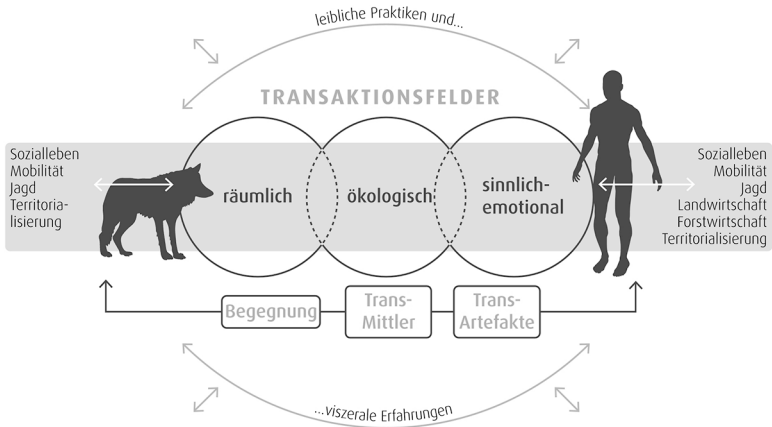 leibliche Praktiken und...
TRANSAKTIONSFELDER
Sozialleben
Mobilität
Jagd
Territoria-
lisierung
räumlich
ökologisch
sinnlich-
emotional
Sozialleben
Mobilität
Jagd
Landwirtschaft
Forstwirtschaft
Territorialisierung
Begegnung
Trans-
Mittler
Trans-
Artefakte
...viszerale Erfahrungen